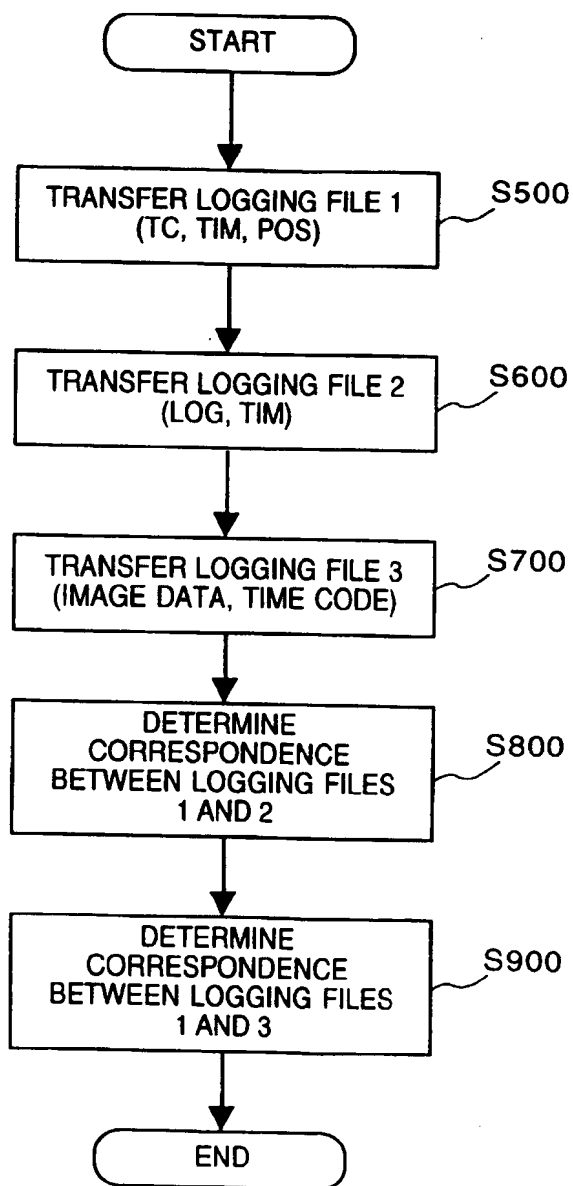 START
TRANSFER LOGGING FILE 1
(TC, TIM, POS)
S500
TRANSFER LOGGING FILE 2
(LOG, TIM)
S600
TRANSFER LOGGING FILE 3
(IMAGE DATA, TIME CODE)
S700
DETERMINE
CORRESPONDENCE
BETWEEN LOGGING FILES
1 AND 2
S800
DETERMINE
CORRESPONDENCE
BETWEEN LOGGING FILES
1 AND 3
S900
END